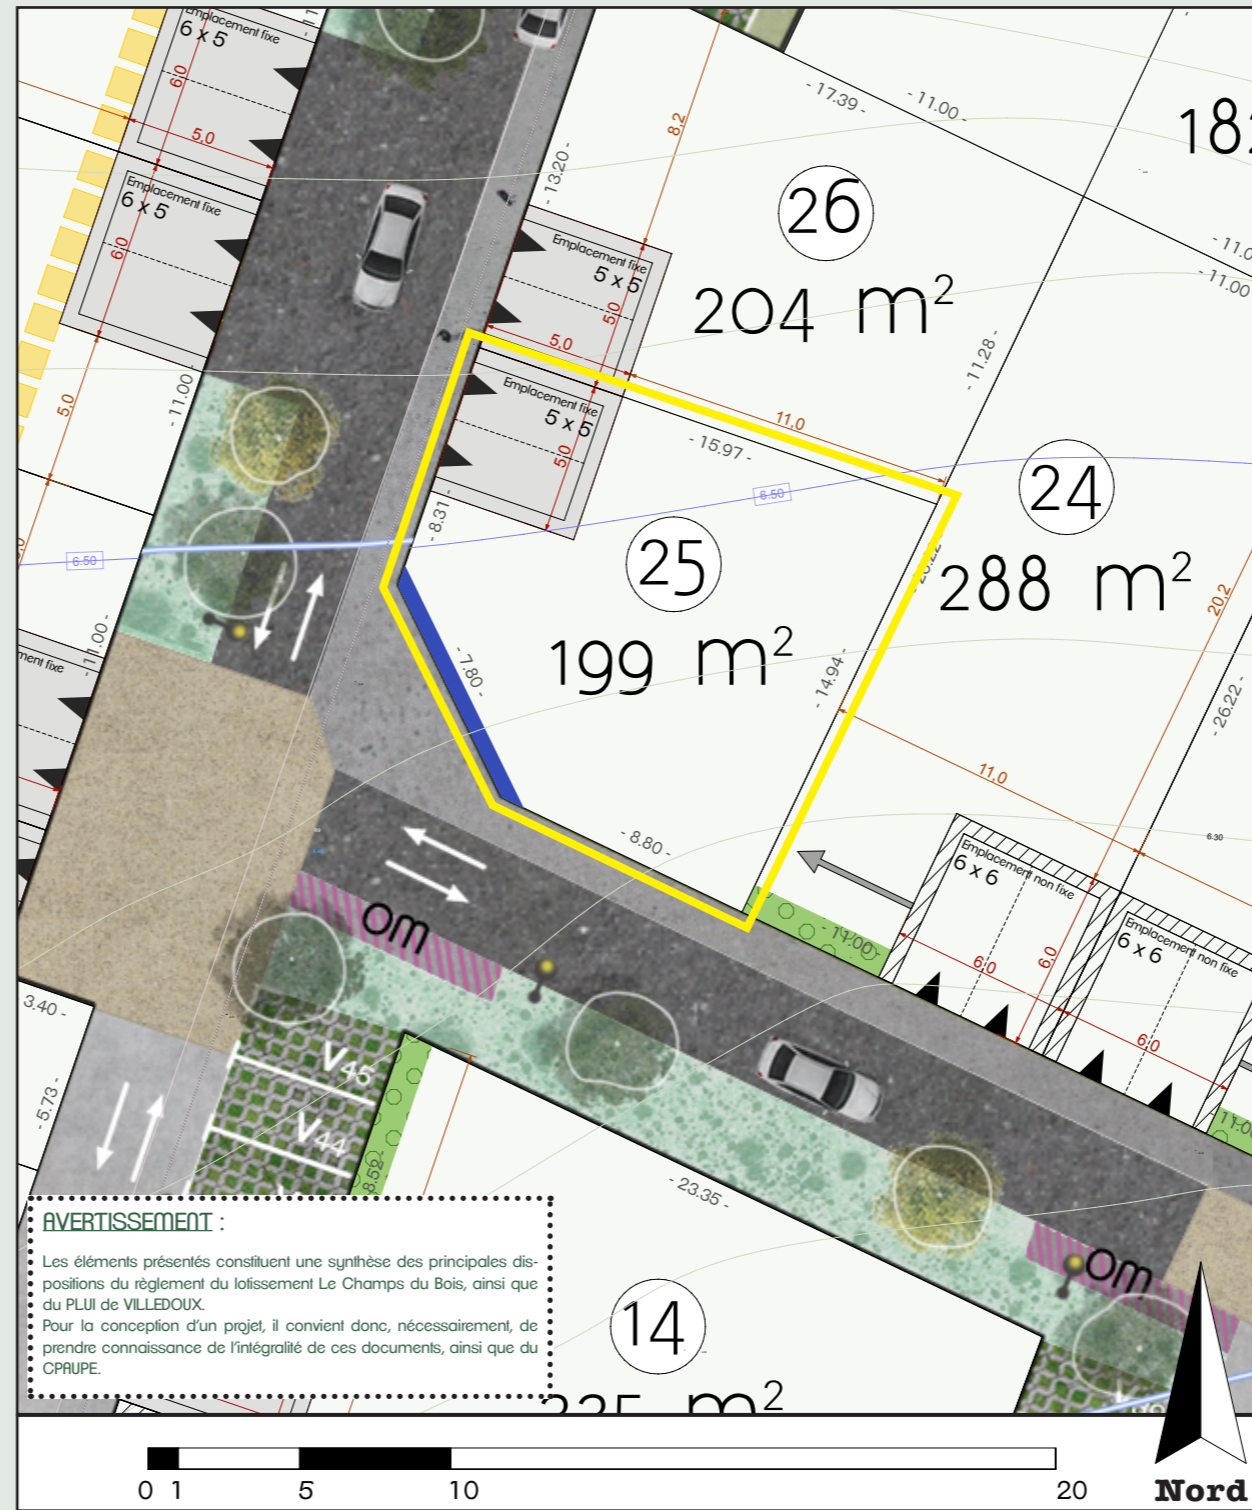 Emplacement fixe
6 x 5
6,0
5,0
Emplacement fixe
6 x 5
6,0
5,0
- 11.00 -
- 13.20 -
8,2
- 17.39 -
- 11.00 -
26
204 m²
- 11.28 -
- 11.00
Emplacement fixe
5 x 5
5,0
5,0
Emplacement fixe
5 x 5
5,0
11,0
- 15.97 -
6.50
- 8.31 -
25
199 m²
- 7.80 -
- 14.94 -
- 8.80 -
24
288 m²
20,2
- 26.22 -
11,0
6.30
6.50
- 11.00 -
ment fixe
Emplacement non fixe
6 x 6
6,0
6,0
Emplacement non fixe
6 x 6
6,0
- 11.00 -
OM
3.40 -
- 5.73 -
V45
V44
8.52 -
- 23.35 -
OM
14
m²
AVERTISSEMENT :
Les éléments présentés constituent une synthèse des principales dis-
positions du règlement du lotissement Le Champs du Bois, ainsi que
du PLUi de VILLEDOUX.
Pour la conception d'un projet, il convient donc, nécessairement, de
prendre connaissance de l'intégralité de ces documents, ainsi que du
CPAUPE.
0 1 5 10 20
Nord